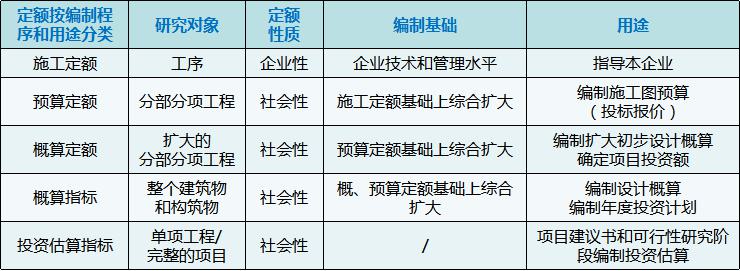 定额按编制程
序和用途分类
研究对象
定额
性质
编制基础
用途
施工定额
工序
企业性
企业技术和管理水平
指导本企业
预算定额
分部分项工程
社会性
施工定额基础上综合扩大
编制施工图预算
（投标报价）
概算定额
扩大的
分部分项工程
社会性
预算定额基础上综合扩大
编制扩大初步设计概算
确定项目投资额
概算指标
整个建筑物
和构筑物
社会性
概、预算定额基础上综合
扩大
编制设计概算
编制年度投资计划
投资估算指标
单项工程/
完整的项目
社会性
/
项目建议书和可行性研究阶
段编制投资估算